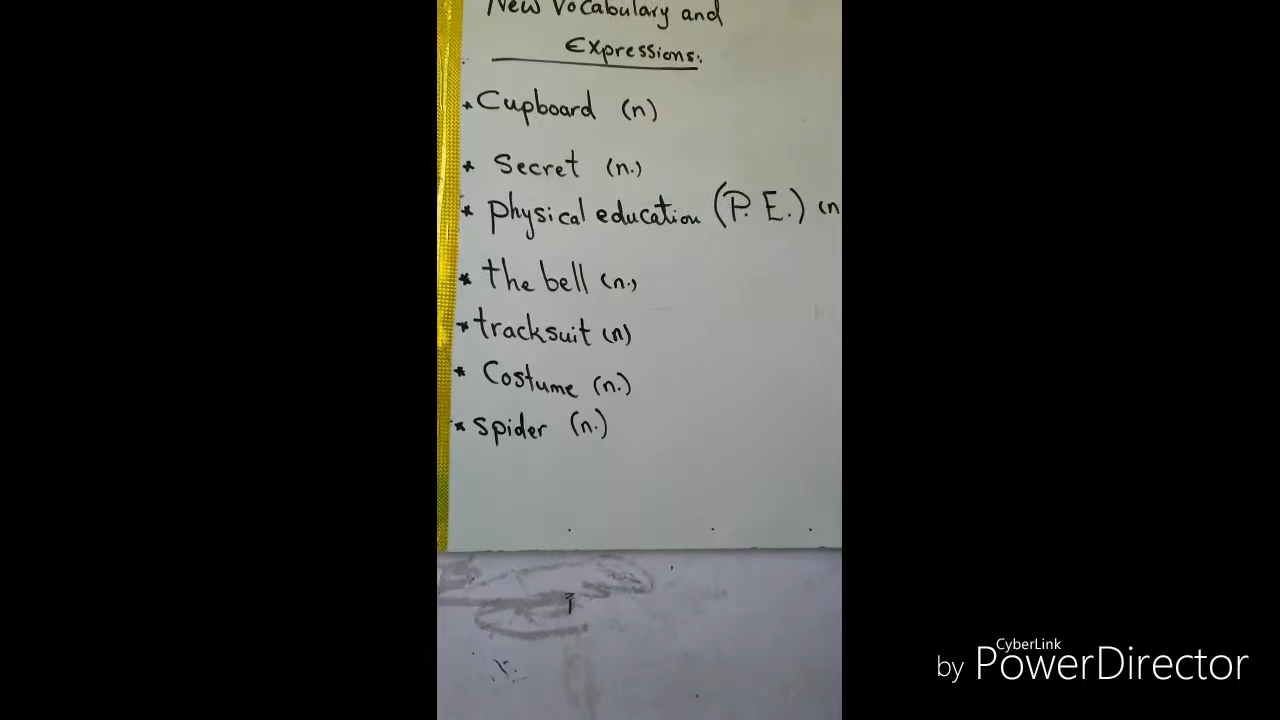 New Vocabulary and
Expressions:
* Cupboard (n)
* Secret (n.)
* Physical education (P. E.) (n
* the bell (n.)
* tracksuit (n)
* Costume (n.)
* spider (n.)
CyberLink
by PowerDirector